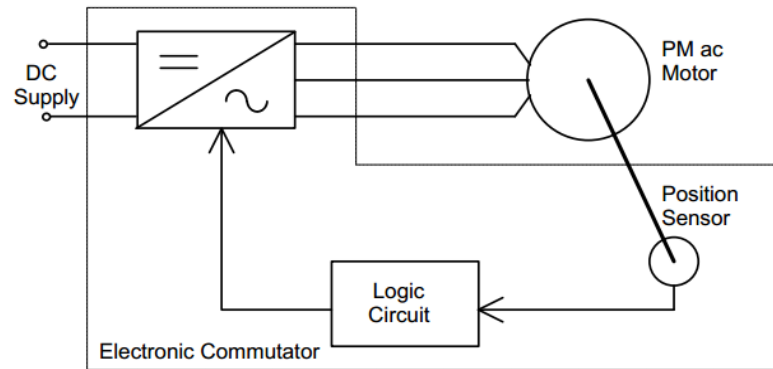 DC
Supply
PM ac
Motor
Position
Sensor
Logic
Circuit
Electronic Commutator